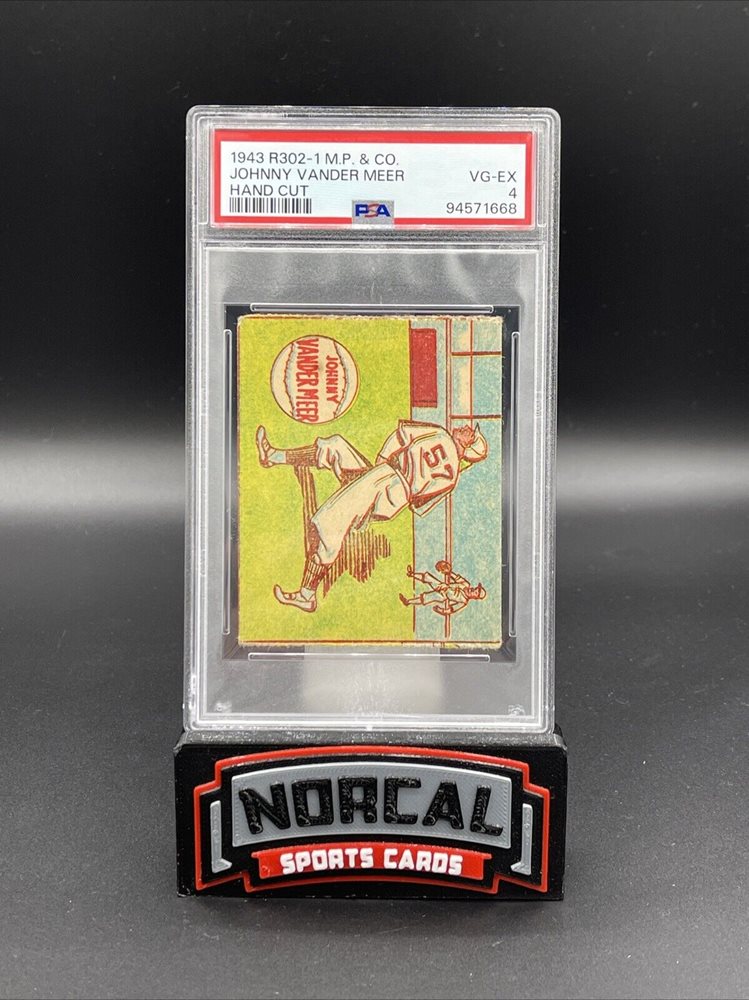 1943 R302-1 M.P. & CO.
JOHNNY VANDER MEER
HAND CUT
VG-EX
4
94571668
PSA
JOHNNY
VANDER MEER
57
NORCAL
SPORTS CARDS